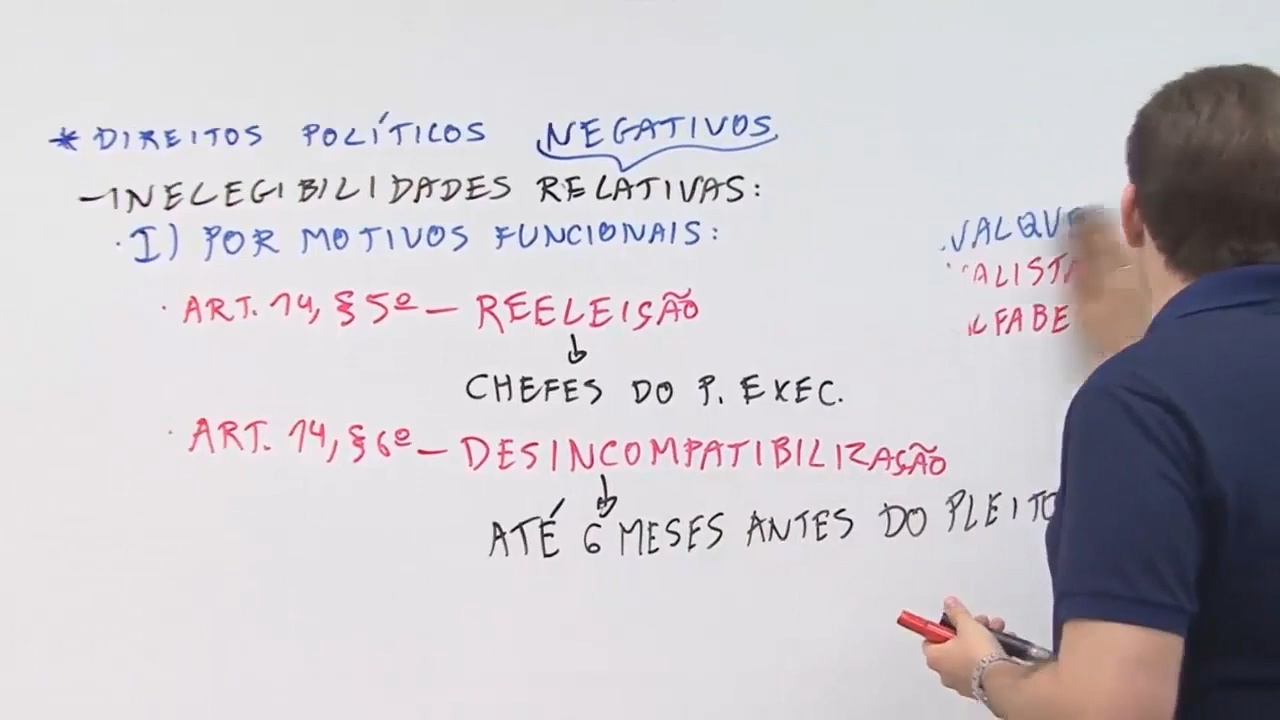 * DIREITOS POLÍTICOS NEGATIVOS
- INELEGIBILIDADES RELATIVAS:
· I) POR MOTIVOS FUNCIONAIS:
· ART. 14, § 5º - REELEIÇÃO
CHEFES DO P. EXEC.
· ART. 14, § 6º - DESINCOMPATIBILIZAÇÃO
ATÉ 6 MESES ANTES DO PLEITO